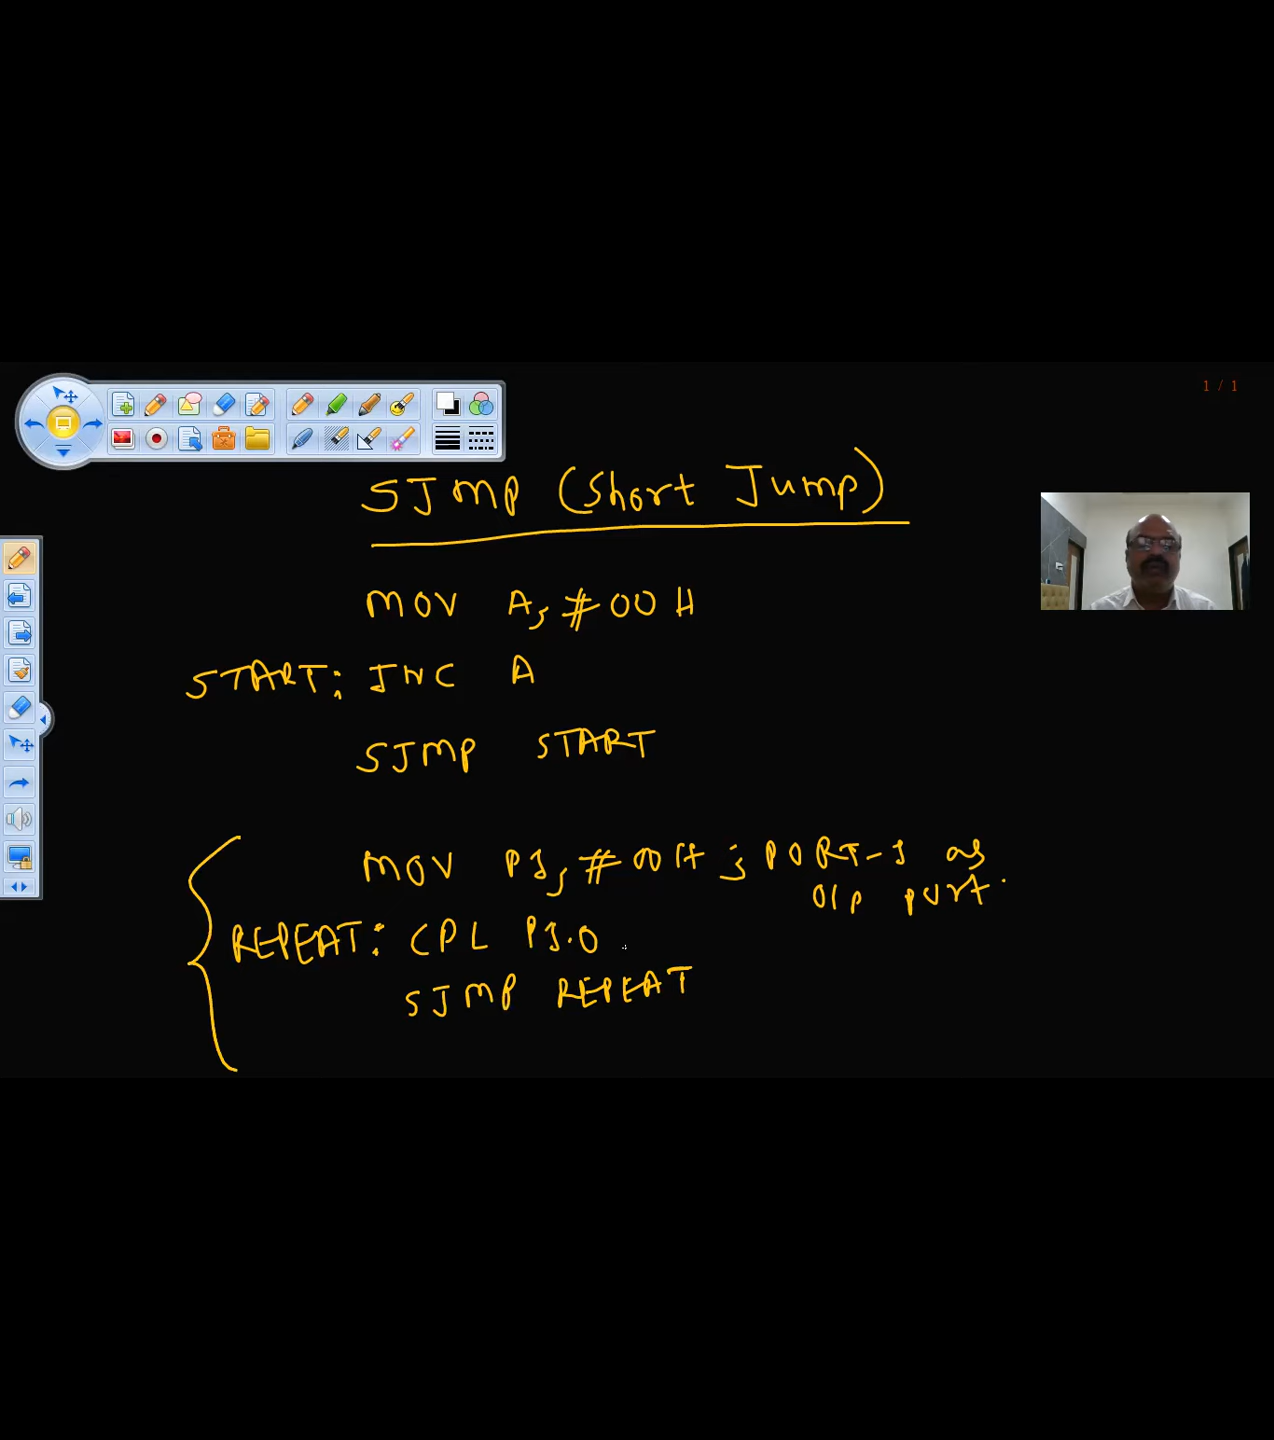 1 / 1
SJMP (Short Jump)
MOV A, #00H
START: INC A
SJMP START
MOV P1, #00H ; PORT-1 as
o/p port.
REPEAT: CPL P1.0
SJMP REPEAT